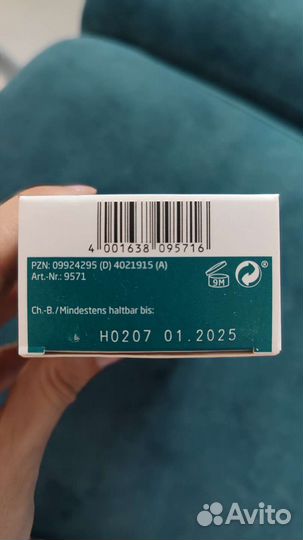 4 001638 095716
PZN: 09924295 (D) 4021915 (A)
Art.-Nr.: 9571
9M
Ch.-B./Mindestens haltbar bis:
H0207 01.2025
Avito